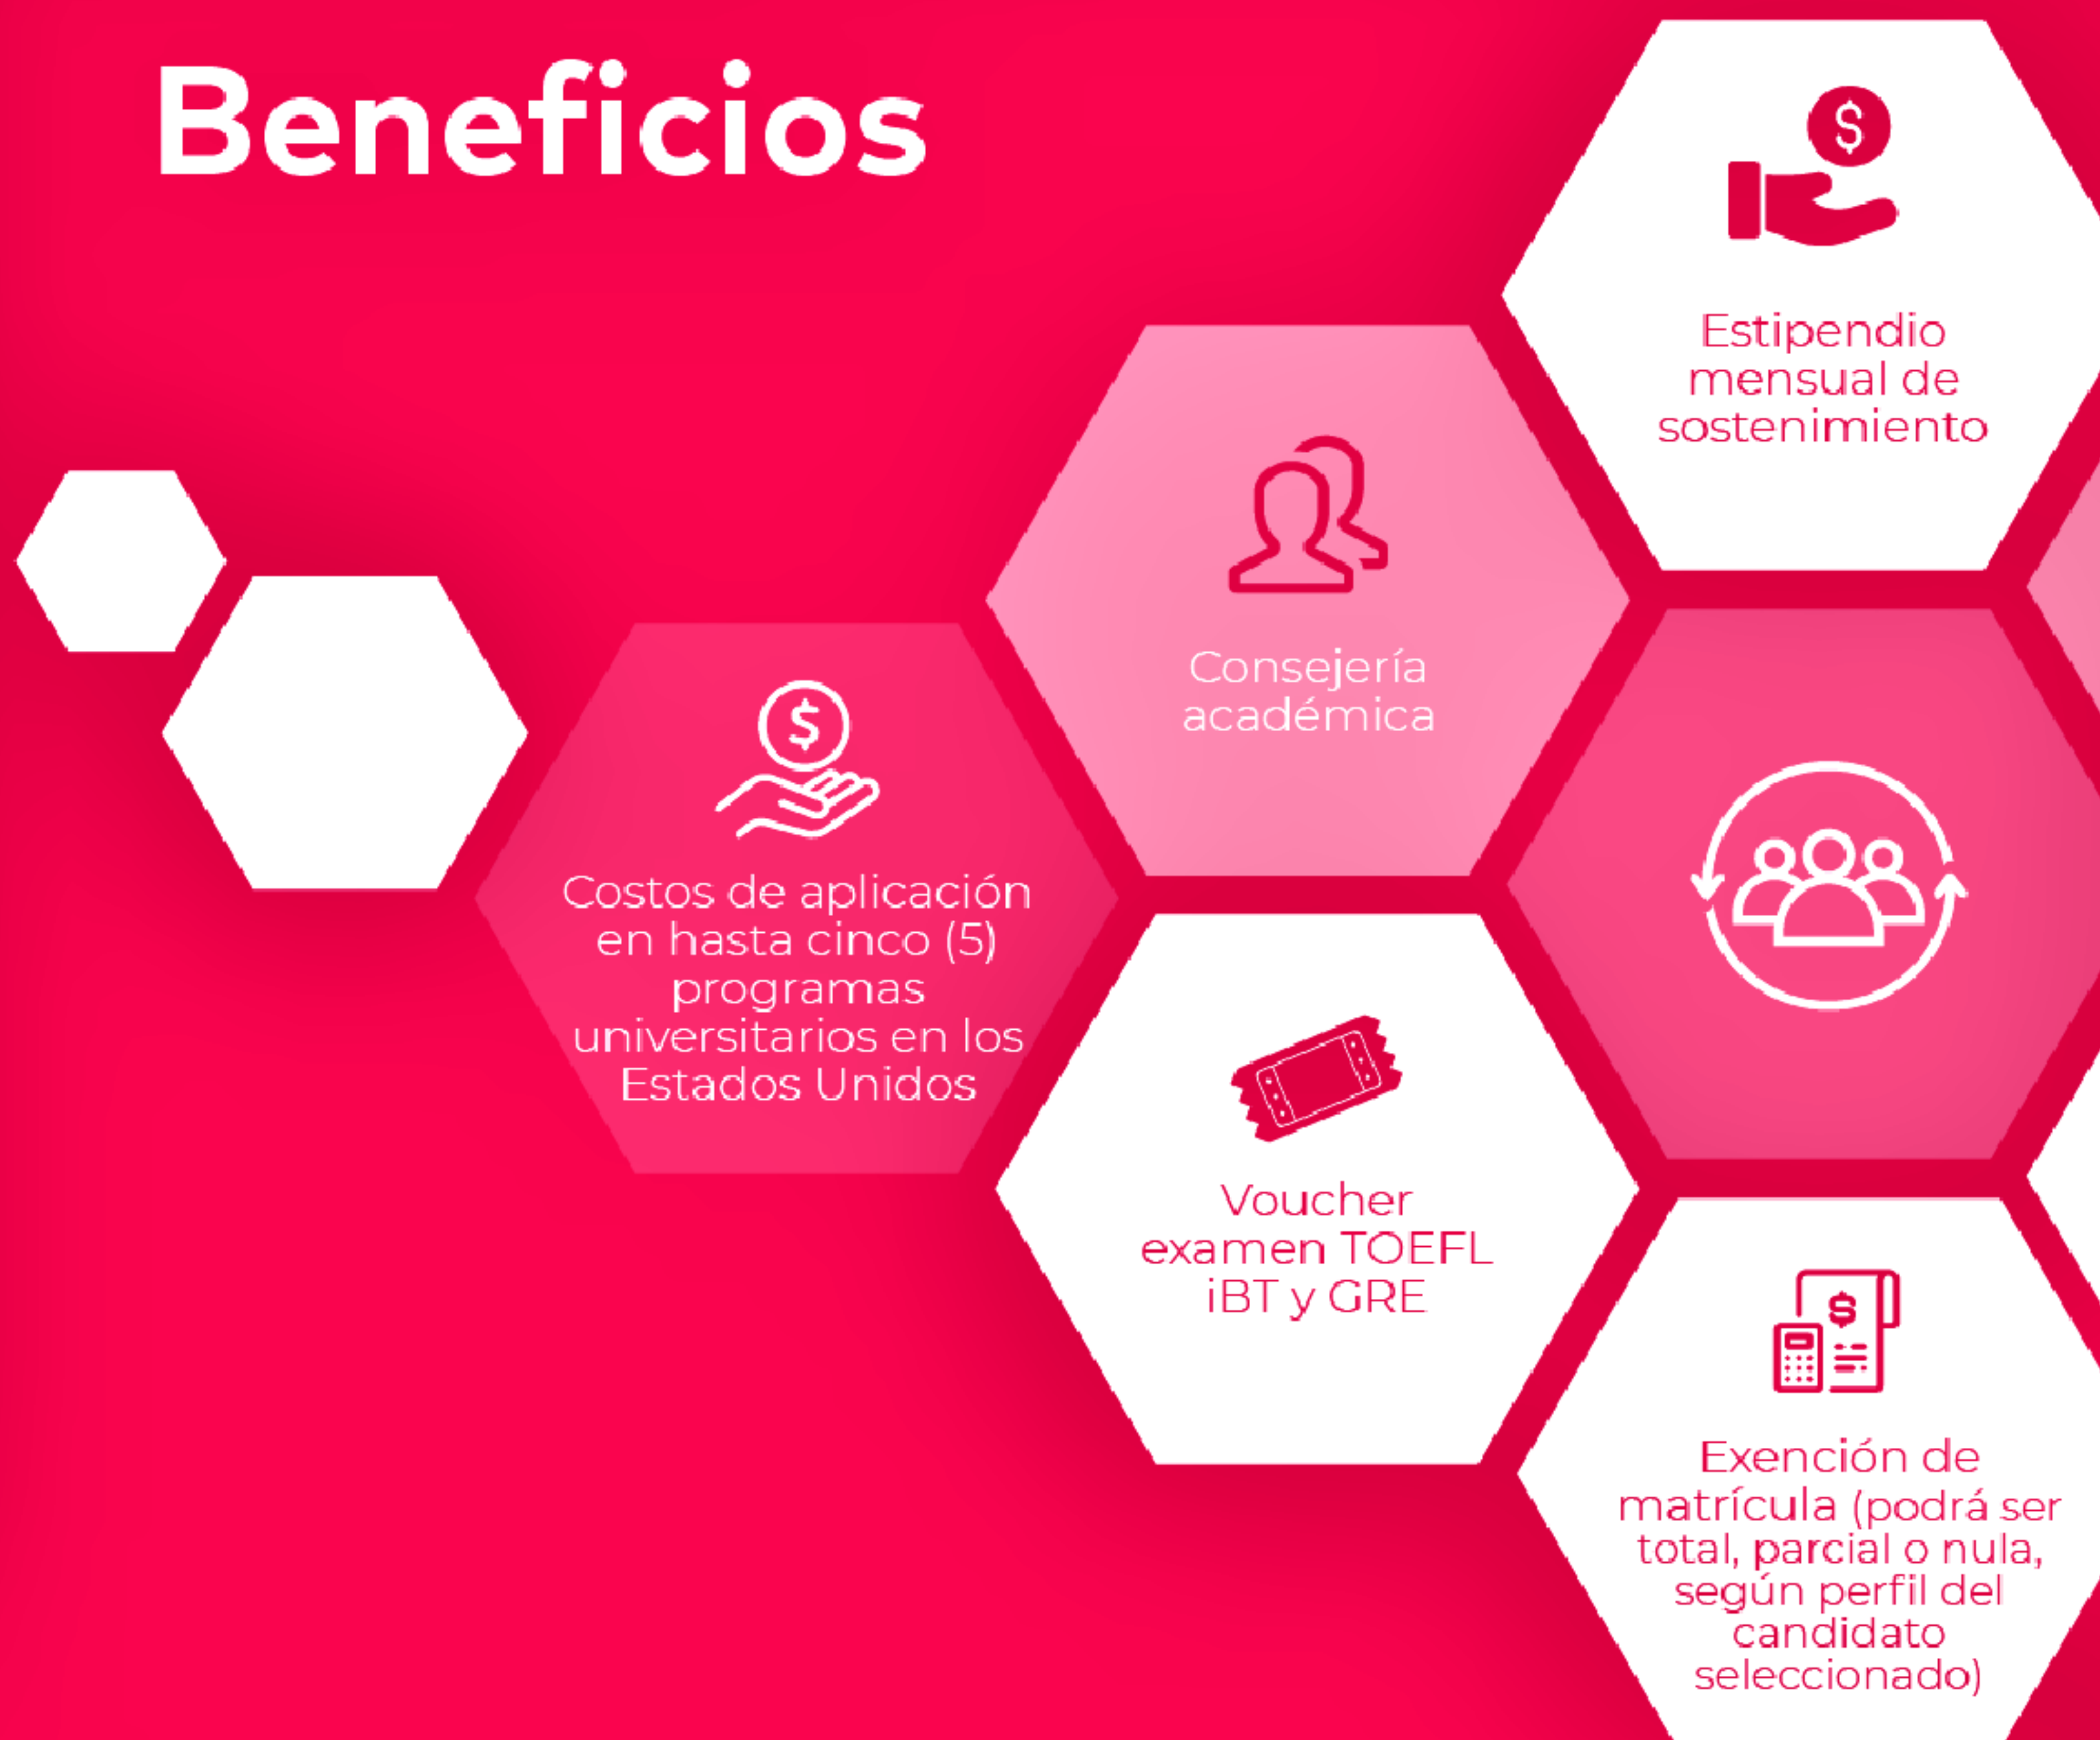 Beneficios
Estipendio
mensual de
sostenimiento
Consejería
académica
Costos de aplicación
en hasta cinco (5)
programas
universitarios en los
Estados Unidos
Voucher
examen TOEFL
iBT y GRE
Exención de
matrícula (podrá ser
total, parcial o nula,
según perfil del
candidato
seleccionado)